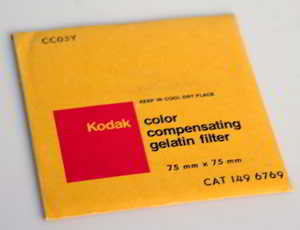 CC05Y
KEEP IN COOL DRY PLACE
Kodak
color
compensating
gelatin filter
75 mm x 75 mm
CAT 149 6769